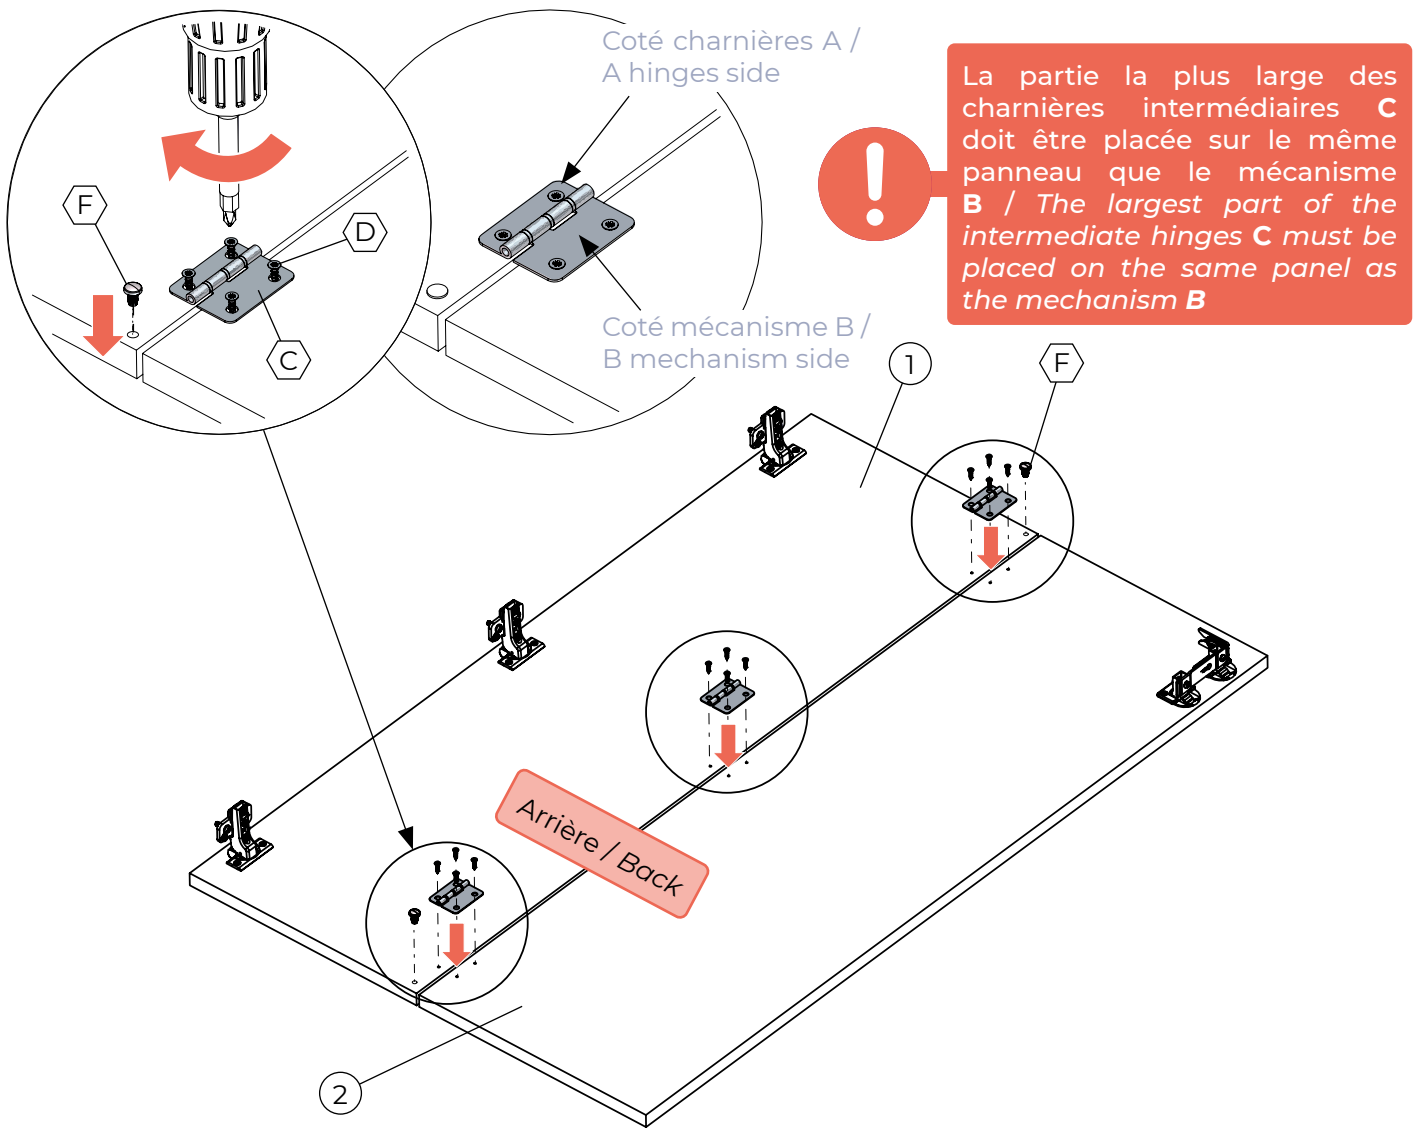 Coté charnières A /
A hinges side
La partie la plus large des
charnières intermédiaires C
doit être placée sur le même
panneau que le mécanisme
B / The largest part of the
intermediate hinges C must be
placed on the same panel as
the mechanism B
F
D
C
Coté mécanisme B /
B mechanism side
1
F
Arrière / Back
2